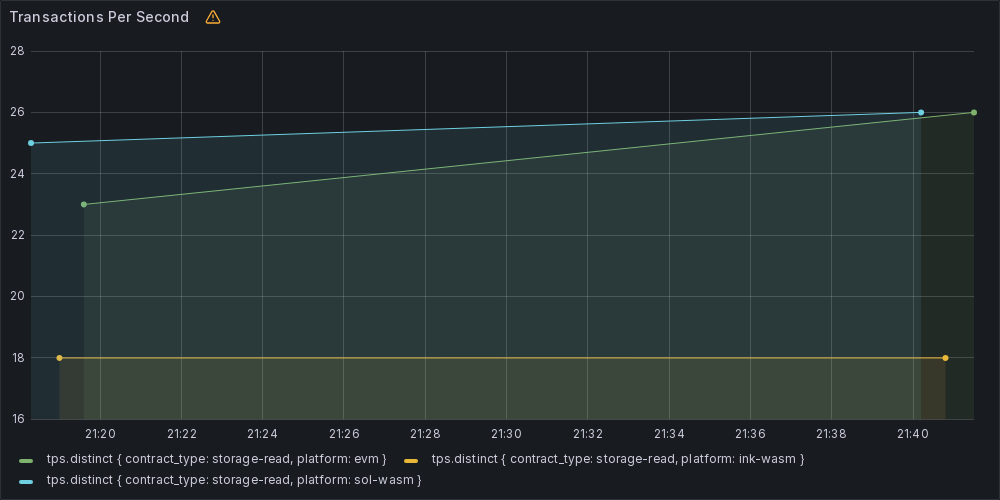 Transactions Per Second
28
26
24
22
20
18
16
21:20 21:22 21:24 21:26 21:28 21:30 21:32 21:34 21:36 21:38 21:40
tps.distinct { contract_type: storage-read, platform: evm } tps.distinct { contract_type: storage-read, platform: ink-wasm }
tps.distinct { contract_type: storage-read, platform: sol-wasm }